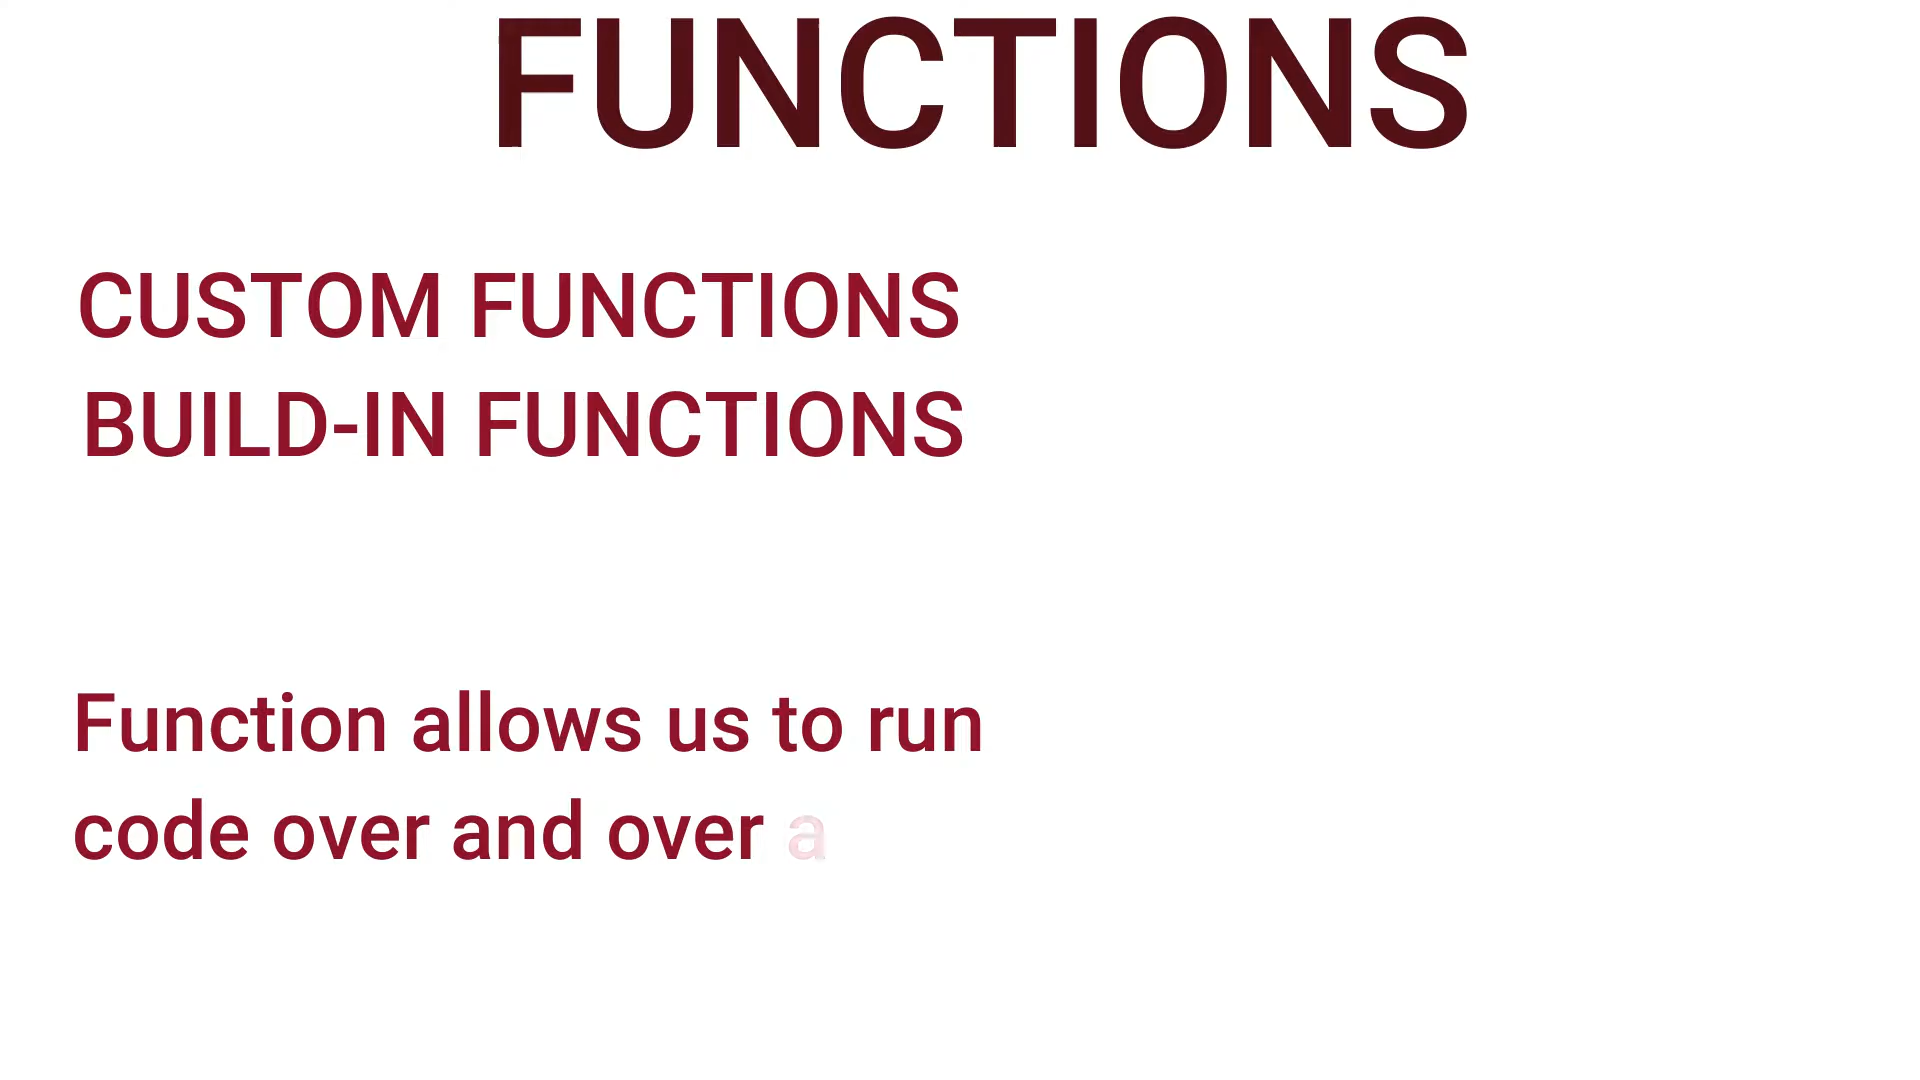 FUNCTIONS
CUSTOM FUNCTIONS
BUILD-IN FUNCTIONS
Function allows us to run
code over and over a